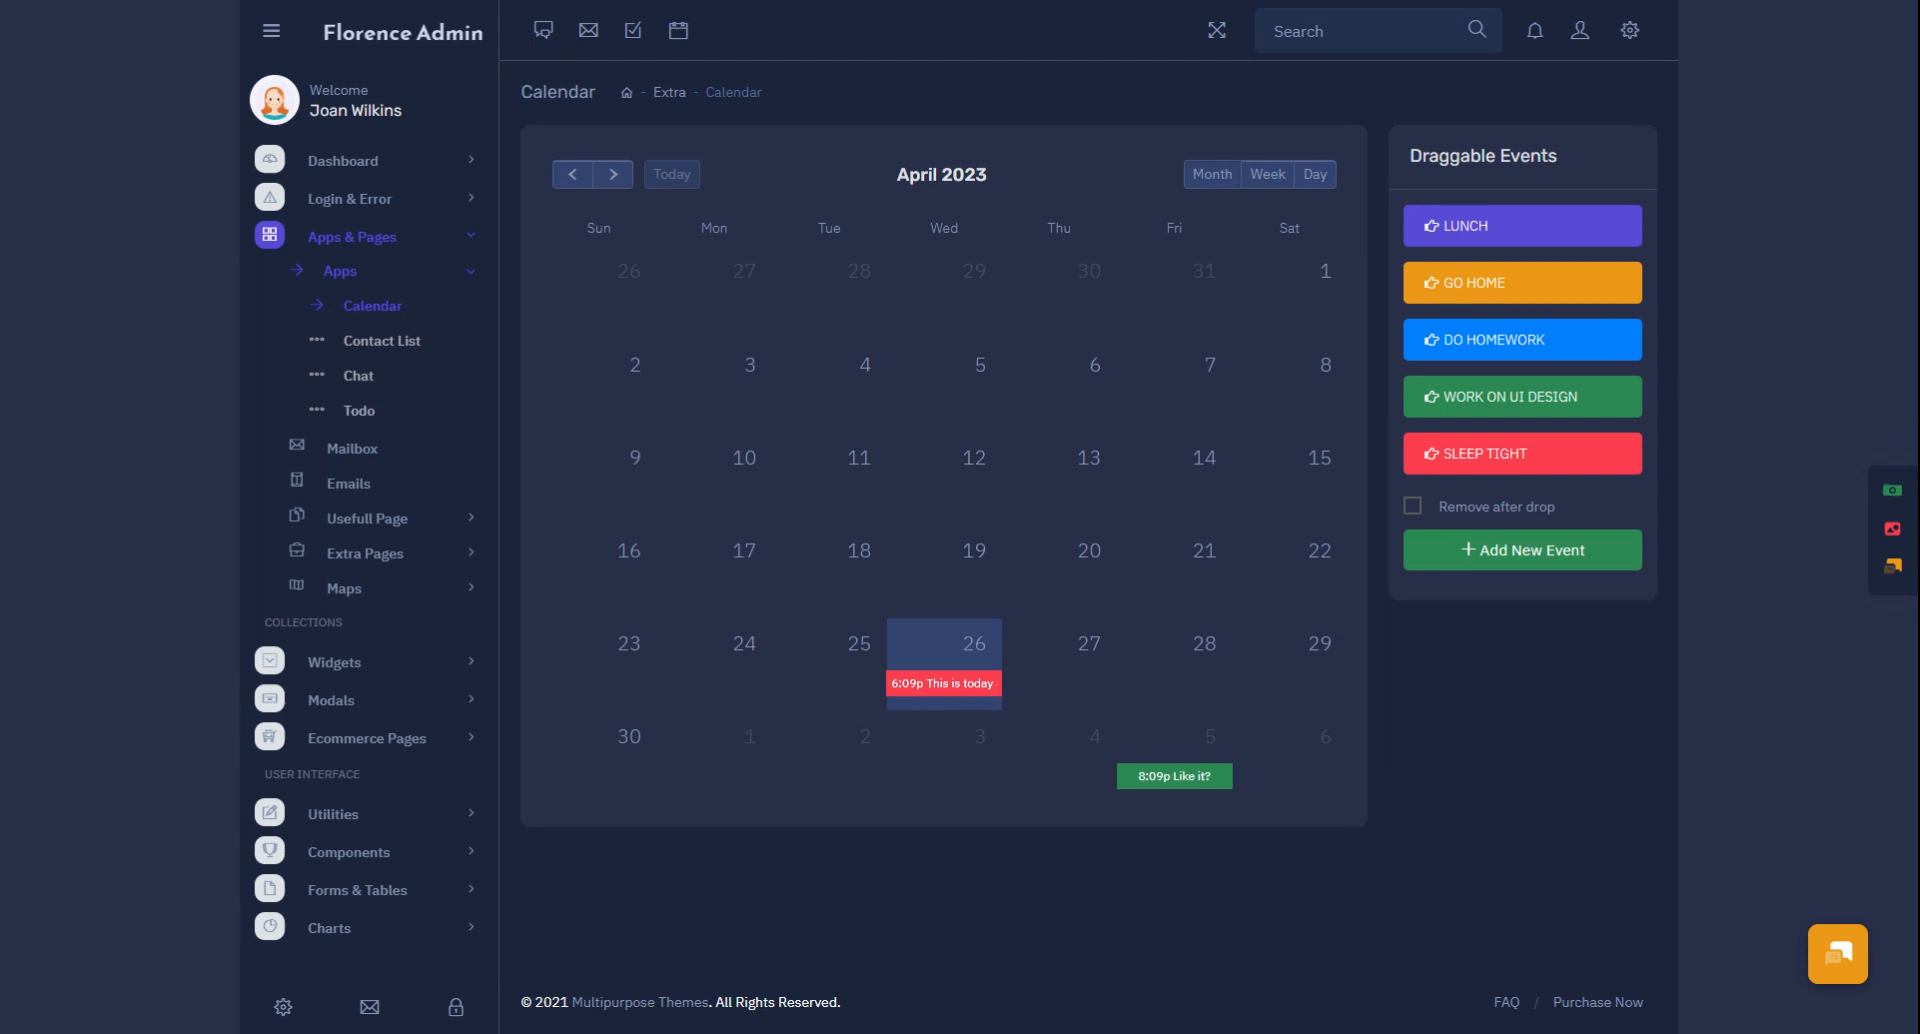 Florence Admin
Search
Welcome
Joan Wilkins
Dashboard
Login & Error
Apps & Pages
Apps
Calendar
Contact List
Chat
Todo
Mailbox
Emails
Usefull Page
Extra Pages
Maps
COLLECTIONS
Widgets
Modals
Ecommerce Pages
USER INTERFACE
Utilities
Components
Forms & Tables
Charts
Calendar - Extra - Calendar
Today
April 2023
Month Week Day
Sun Mon Tue Wed Thu Fri Sat
26 27 28 29 30 31 1
2 3 4 5 6 7 8
9 10 11 12 13 14 15
16 17 18 19 20 21 22
23 24 25 26 27 28 29
6:09p This is today
30 1 2 3 4 5 6
8:09p Like it?
Draggable Events
LUNCH
GO HOME
DO HOMEWORK
WORK ON UI DESIGN
SLEEP TIGHT
Remove after drop
+ Add New Event
© 2021 Multipurpose Themes. All Rights Reserved.
FAQ / Purchase Now